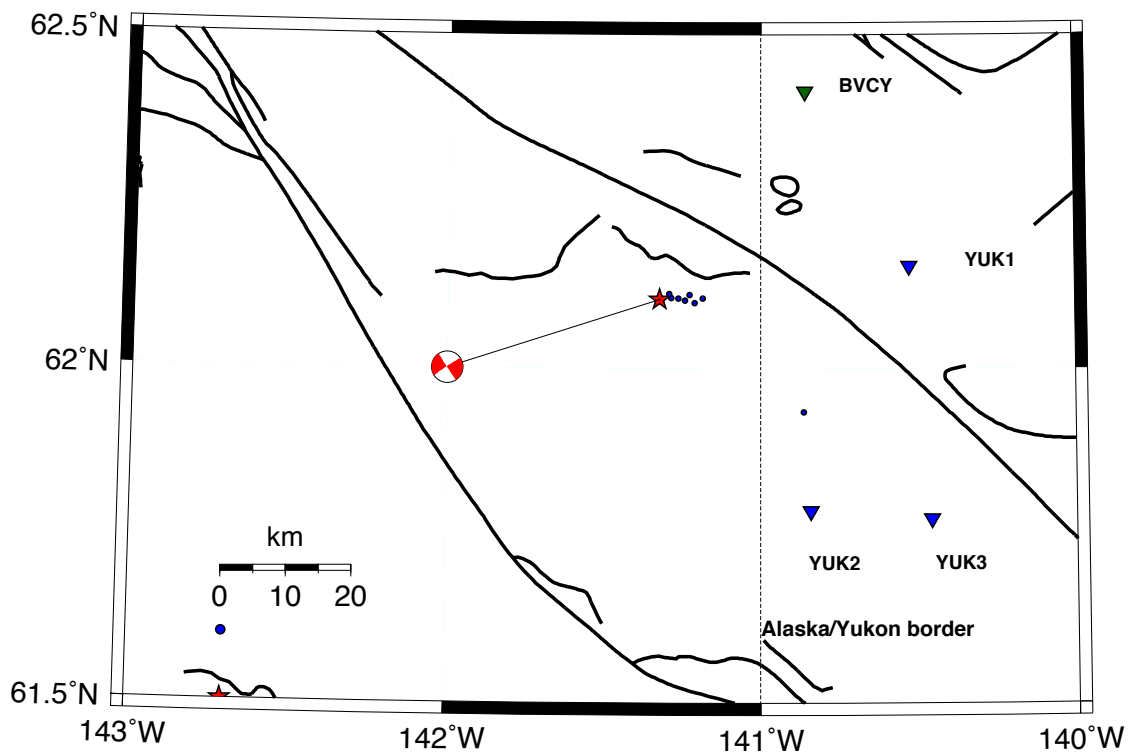 62.5˚N
BVCY
YUK1
62˚N
km
0 10 20
YUK2 YUK3
Alaska/Yukon border
61.5˚N
143˚W 142˚W 141˚W 140˚W